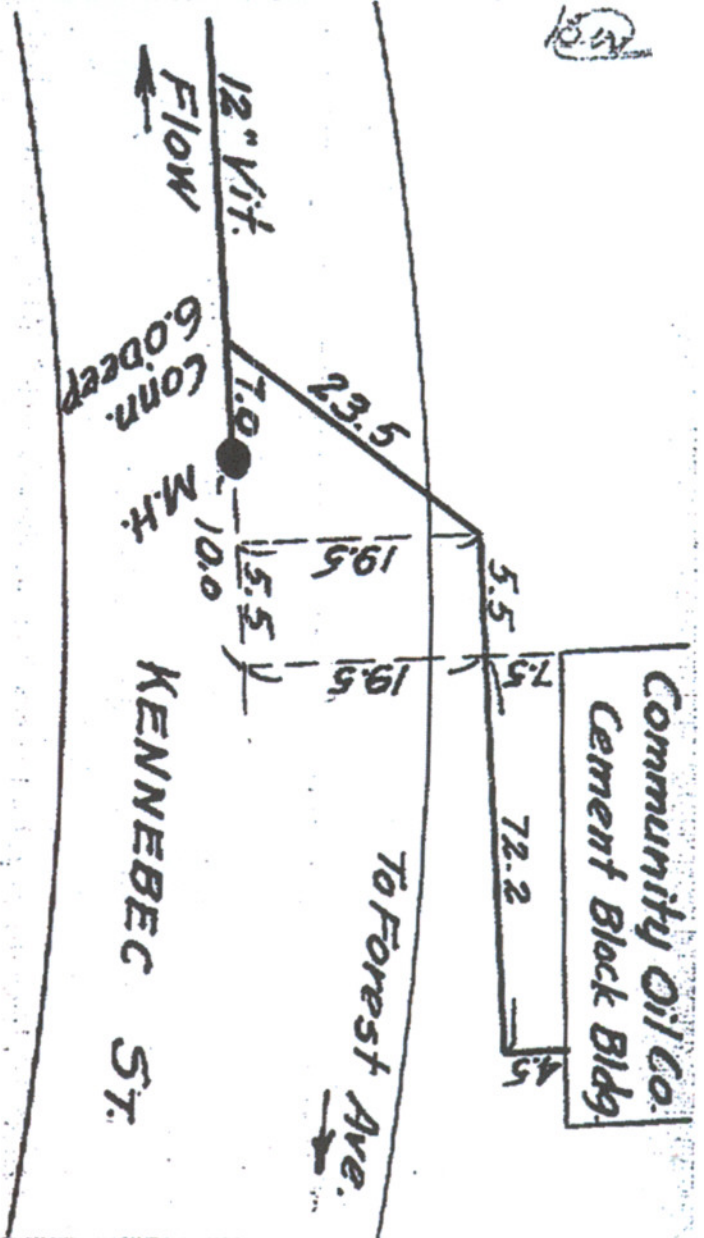 Community Oil Co.
Cement Block Bldg.
7.5
72.2
4.5
5.5
19.5
19.5
23.5
To Forest Ave.
12" Vit.
Flow
7.0
5.5
10.0
M.H.
Conn.
6.0 Deep
KENNEBEC ST.